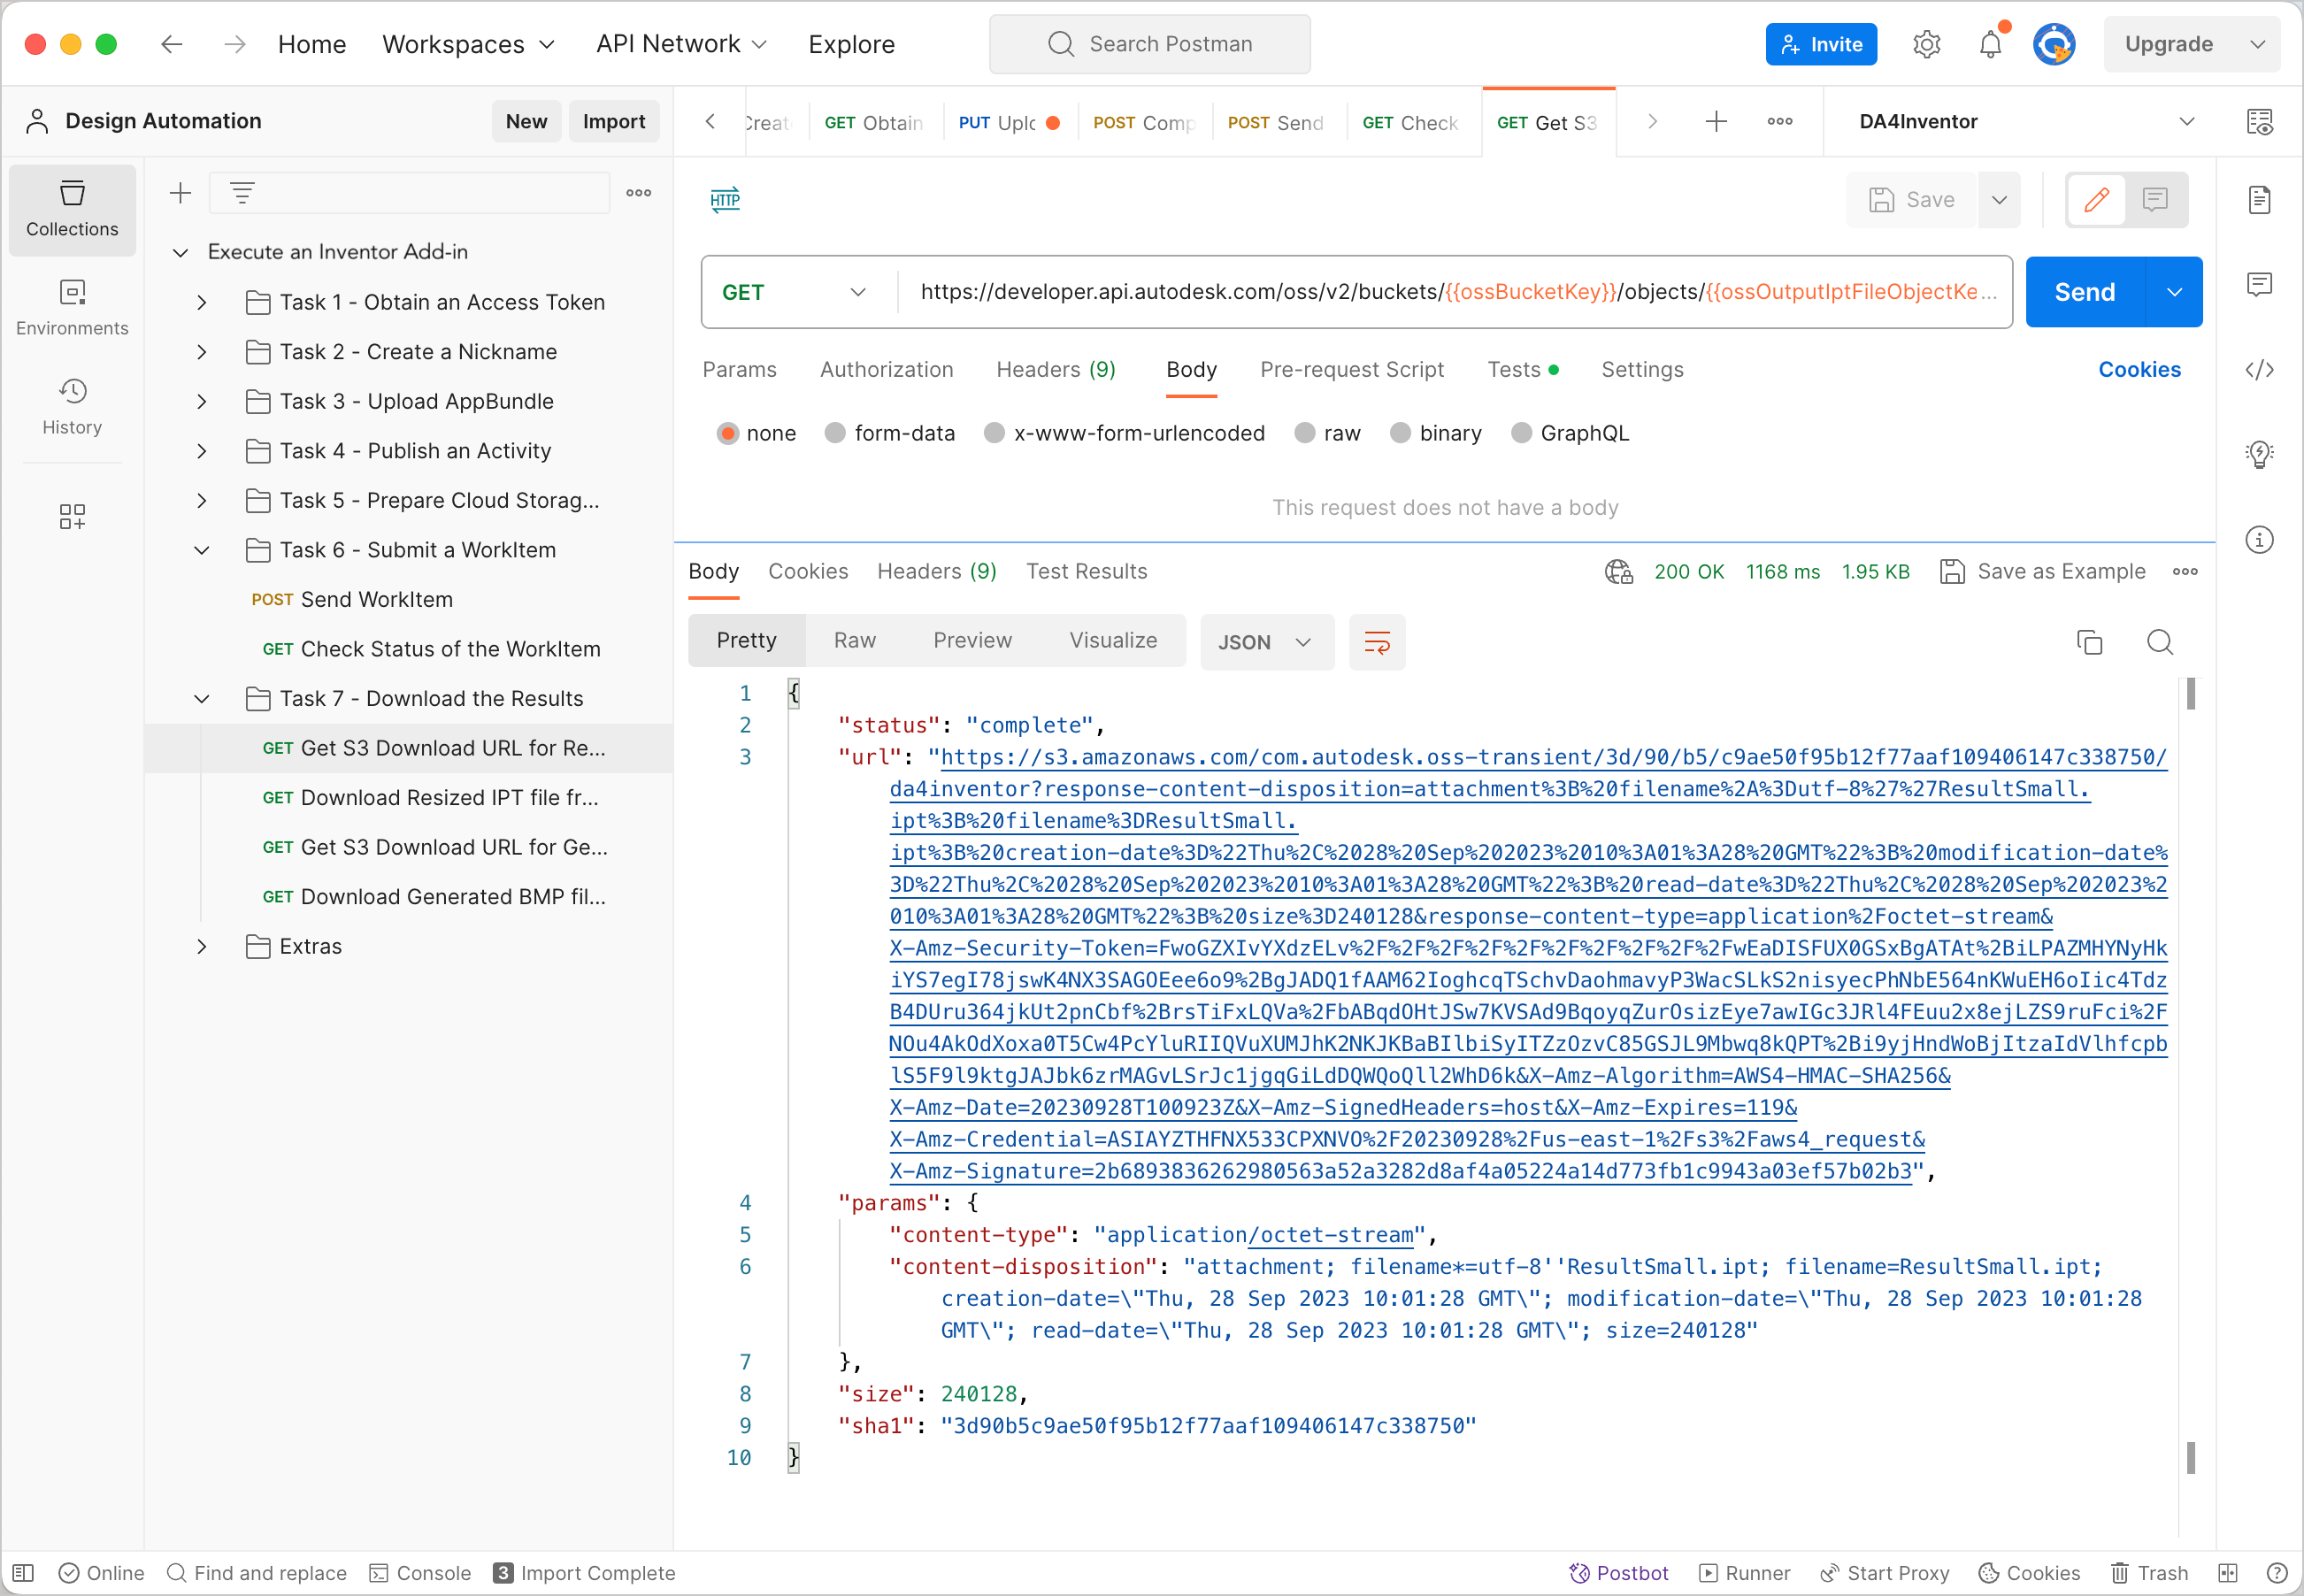 Home
Workspaces
API Network
Explore
Search Postman
Invite
Upgrade
Design Automation
New
Import
GET Obtain
PUT Uplo
POST Comp
POST Send
GET Check
GET Get S3
DA4Inventor
Collections
Environments
History
Execute an Inventor Add-in
Task 1 - Obtain an Access Token
Task 2 - Create a Nickname
Task 3 - Upload AppBundle
Task 4 - Publish an Activity
Task 5 - Prepare Cloud Storag...
Task 6 - Submit a WorkItem
POST Send WorkItem
GET Check Status of the WorkItem
Task 7 - Download the Results
GET Get S3 Download URL for Re...
GET Download Resized IPT file fr...
GET Get S3 Download URL for Ge...
GET Download Generated BMP fil...
Extras
HTTP
Save
GET
https://developer.api.autodesk.com/oss/v2/buckets/{{ossBucketKey}}/objects/{{ossOutputIptFileObjectKe...
Send
Params
Authorization
Headers (9)
Body
Pre-request Script
Tests
Settings
Cookies
none
form-data
x-www-form-urlencoded
raw
binary
GraphQL
This request does not have a body
Body
Cookies
Headers (9)
Test Results
200 OK
1168 ms
1.95 KB
Save as Example
Pretty
Raw
Preview
Visualize
JSON
1 {
2 "status": "complete",
3 "url": "https://s3.amazonaws.com/com.autodesk.oss-transient/3d/90/b5/c9ae50f95b12f77aaf109406147c338750/
da4inventor?response-content-disposition=attachment%3B%20filename%2A%3Dutf-8%27%27ResultSmall.
ipt%3B%20filename%3DResultSmall.
ipt%3B%20creation-date%3D%22Thu%2C%2028%20Sep%202023%2010%3A01%3A28%20GMT%22%3B%20modification-date%
3D%22Thu%2C%2028%20Sep%202023%2010%3A01%3A28%20GMT%22%3B%20read-date%3D%22Thu%2C%2028%20Sep%202023%2
010%3A01%3A28%20GMT%22%3B%20size%3D240128&response-content-type=application%2Foctet-stream&
X-Amz-Security-Token=FwoGZXIvYXdzELv%2F%2F%2F%2F%2F%2F%2F%2F%2F%2FwEaDISFUX0GSxBgATAt%2BiLPAZMHYNyHk
iYS7egI78jswK4NX3SAGOEee6o9%2BgJADQ1fAAM62IoghcqTSchvDaohmavyP3WacSLkS2nisyecPhNbE564nKWuEH6oIic4Tdz
B4DUru364jkUt2pnCbf%2BrsTiFxLQVa%2FbABqdOHtJSw7KVSAd9BqoyqZurOsizEye7awIGc3JRl4FEuu2x8ejLZS9ruFci%2F
NOu4AkOdXoxa0T5Cw4PcYluRIIQVuXUMJhK2NKJKBaBIlbiSyITZzOzvC85GSJL9Mbwq8kQPT%2Bi9yjHndWoBjItzaIdVlhfcpb
lS5F9l9ktgJAJbk6zrMAGvLSrJc1jgqGiLdDQWQoQll2WhD6k&X-Amz-Algorithm=AWS4-HMAC-SHA256&
X-Amz-Date=20230928T100923Z&X-Amz-SignedHeaders=host&X-Amz-Expires=119&
X-Amz-Credential=ASIAYZTHFNX533CPXNVO%2F20230928%2Fus-east-1%2Fs3%2Faws4_request&
X-Amz-Signature=2b6893836262980563a52a3282d8af4a05224a14d773fb1c9943a03ef57b02b3",
4 "params": {
5 "content-type": "application/octet-stream",
6 "content-disposition": "attachment; filename*=utf-8''ResultSmall.ipt; filename=ResultSmall.ipt;
creation-date=\"Thu, 28 Sep 2023 10:01:28 GMT\"; modification-date=\"Thu, 28 Sep 2023 10:01:28
GMT\"; read-date=\"Thu, 28 Sep 2023 10:01:28 GMT\"; size=240128"
7 },
8 "size": 240128,
9 "sha1": "3d90b5c9ae50f95b12f77aaf109406147c338750"
10 }
Online
Find and replace
Console
3 Import Complete
Postbot
Runner
Start Proxy
Cookies
Trash